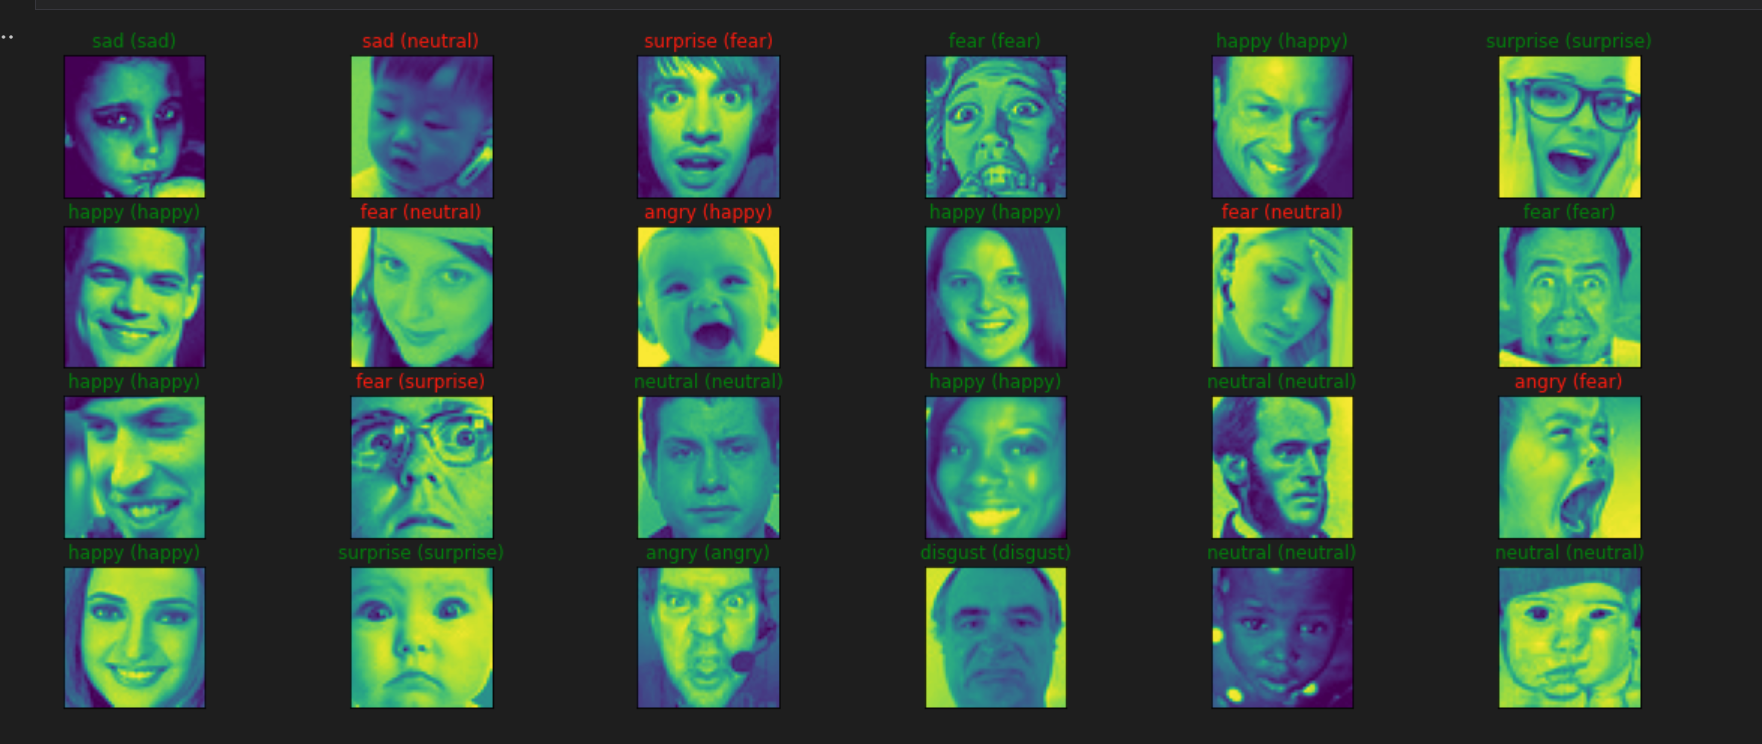 ..
sad (sad) sad (neutral) surprise (fear) fear (fear) happy (happy) surprise (surprise)
happy (happy) fear (neutral) angry (happy) happy (happy) fear (neutral) fear (fear)
happy (happy) fear (surprise) neutral (neutral) happy (happy) neutral (neutral) angry (fear)
happy (happy) surprise (surprise) angry (angry) disgust (disgust) neutral (neutral) neutral (neutral)